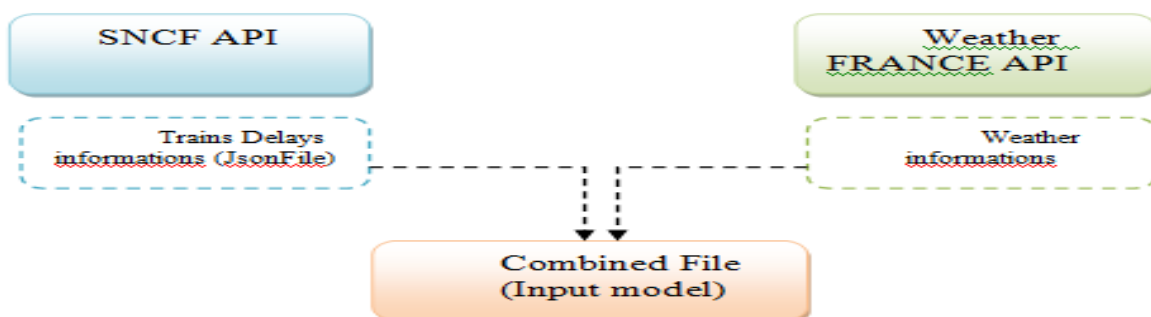 SNCF API
Weather
FRANCE API
Trains Delays
informations (JsonFile)
Weather
informations
Combined File
(Input model)